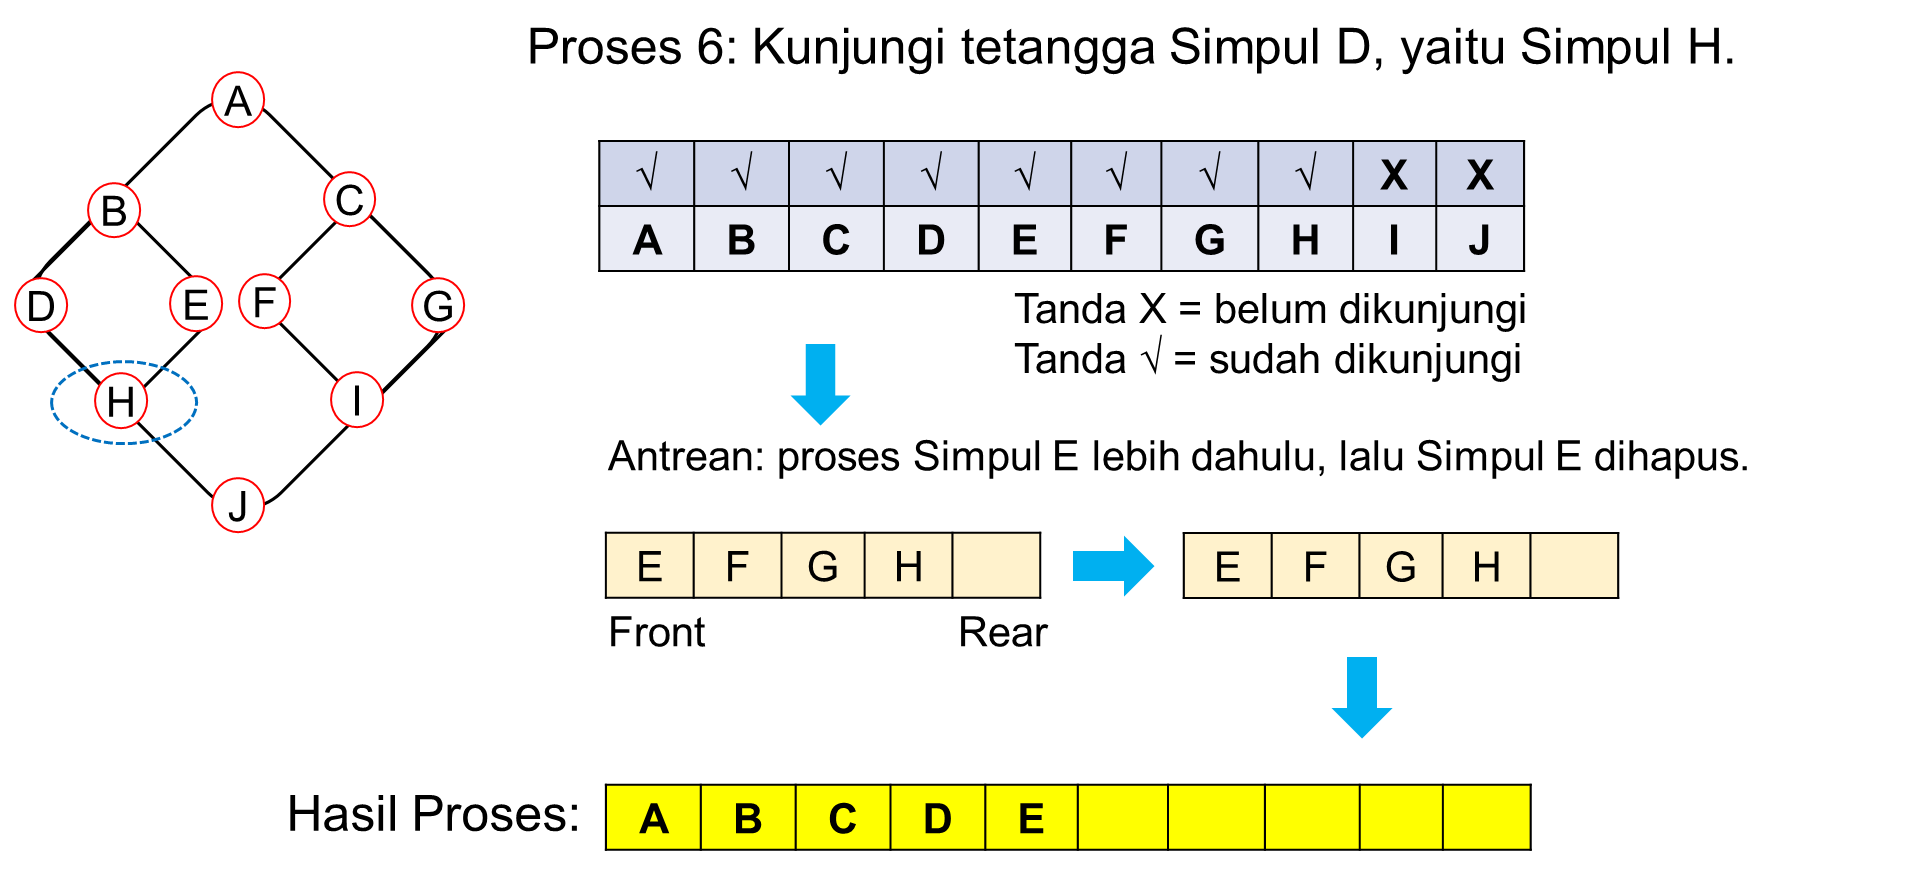 Proses 6: Kunjungi tetangga Simpul D, yaitu Simpul H.
A
B
C
D
E
F
G
H
I
J
√ √ √ √ √ √ √ √ X X
A B C D E F G H I J
Tanda X = belum dikunjungi
Tanda √ = sudah dikunjungi
Antrean: proses Simpul E lebih dahulu, lalu Simpul E dihapus.
E F G H
E F G H
Front Rear
Hasil Proses: A B C D E